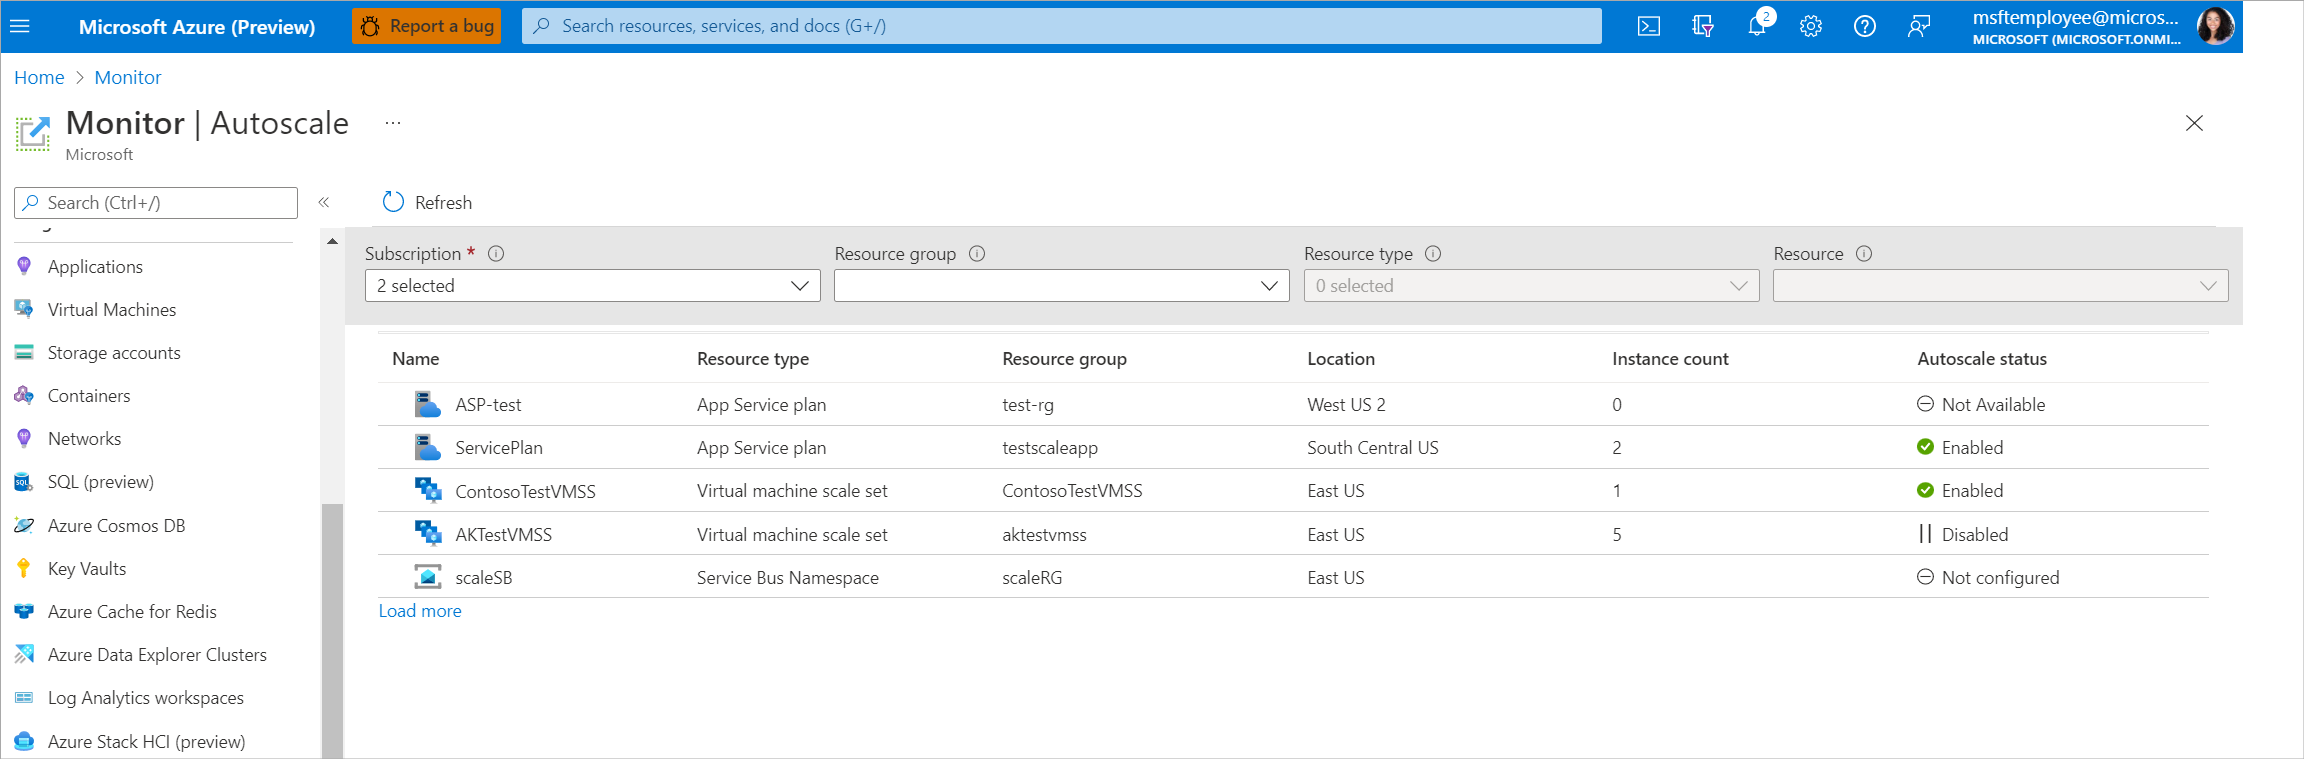 Microsoft Azure (Preview)
Report a bug
Search resources, services, and docs (G+/)
2
msftemployee@micros...
MICROSOFT (MICROSOFT.ONMI...
Home > Monitor
Monitor | Autoscale ...
Microsoft
Search (Ctrl+/) «
Refresh
Applications
Virtual Machines
Storage accounts
Containers
Networks
SQL (preview)
Azure Cosmos DB
Key Vaults
Azure Cache for Redis
Azure Data Explorer Clusters
Log Analytics workspaces
Azure Stack HCI (preview)
Subscription * Resource group Resource type Resource
2 selected 0 selected
Name Resource type Resource group Location Instance count Autoscale status
ASP-test App Service plan test-rg West US 2 0 Not Available
ServicePlan App Service plan testscaleapp South Central US 2 Enabled
ContosoTestVMSS Virtual machine scale set ContosoTestVMSS East US 1 Enabled
AKTestVMSS Virtual machine scale set aktestvmss East US 5 Disabled
scaleSB Service Bus Namespace scaleRG East US Not configured
Load more